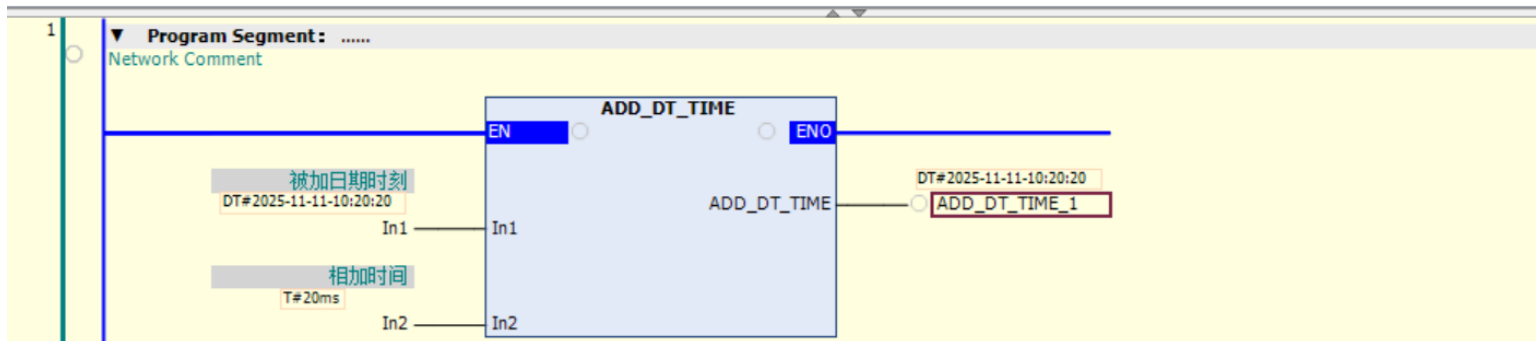 1
▼ Program Segment: ......
Network Comment
ADD_DT_TIME
EN ENO
被加日期时刻
DT#2025-11-11-10:20:20
DT#2025-11-11-10:20:20
ADD_DT_TIME ADD_DT_TIME_1
In1 In1
相加时间
T#20ms
In2 In2